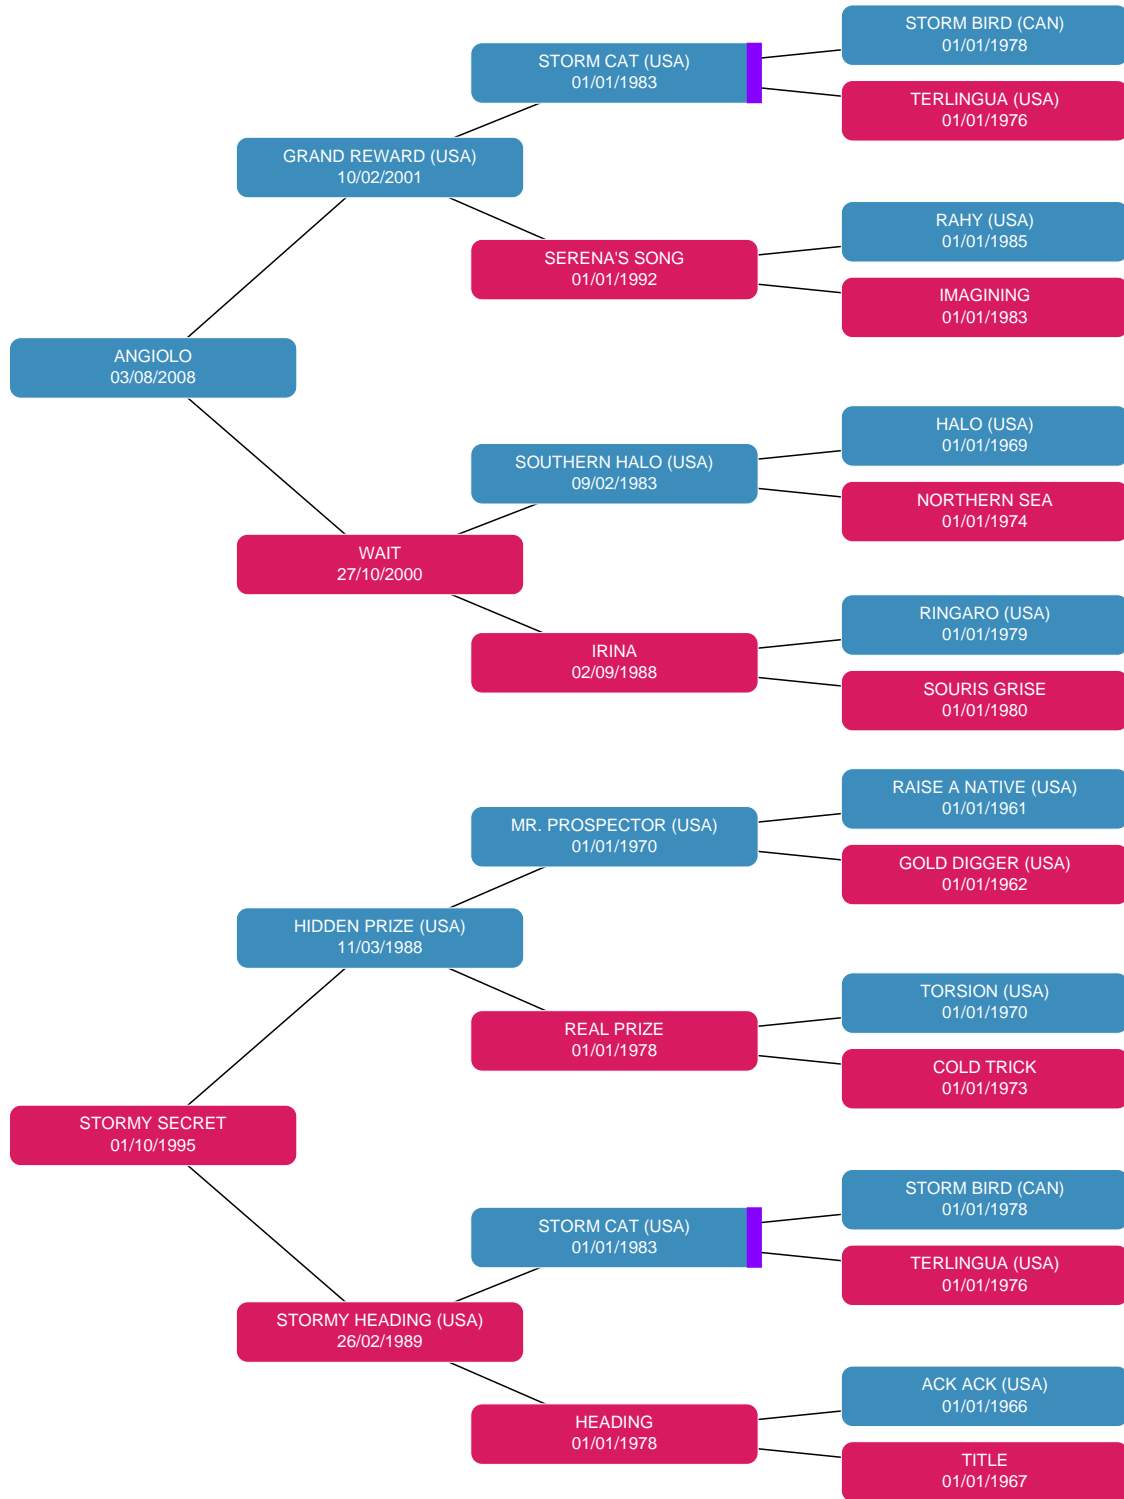 STORM BIRD (CAN)
01/01/1978
STORM CAT (USA)
01/01/1983
TERLINGUA (USA)
01/01/1976
GRAND REWARD (USA)
10/02/2001
RAHY (USA)
01/01/1985
SERENA'S SONG
01/01/1992
IMAGINING
01/01/1983
ANGIOLO
03/08/2008
HALO (USA)
01/01/1969
SOUTHERN HALO (USA)
09/02/1983
NORTHERN SEA
01/01/1974
WAIT
27/10/2000
RINGARO (USA)
01/01/1979
IRINA
02/09/1988
SOURIS GRISE
01/01/1980
RAISE A NATIVE (USA)
01/01/1961
MR. PROSPECTOR (USA)
01/01/1970
GOLD DIGGER (USA)
01/01/1962
HIDDEN PRIZE (USA)
11/03/1988
TORSION (USA)
01/01/1970
REAL PRIZE
01/01/1978
COLD TRICK
01/01/1973
STORMY SECRET
01/10/1995
STORM BIRD (CAN)
01/01/1978
STORM CAT (USA)
01/01/1983
TERLINGUA (USA)
01/01/1976
STORMY HEADING (USA)
26/02/1989
ACK ACK (USA)
01/01/1966
HEADING
01/01/1978
TITLE
01/01/1967